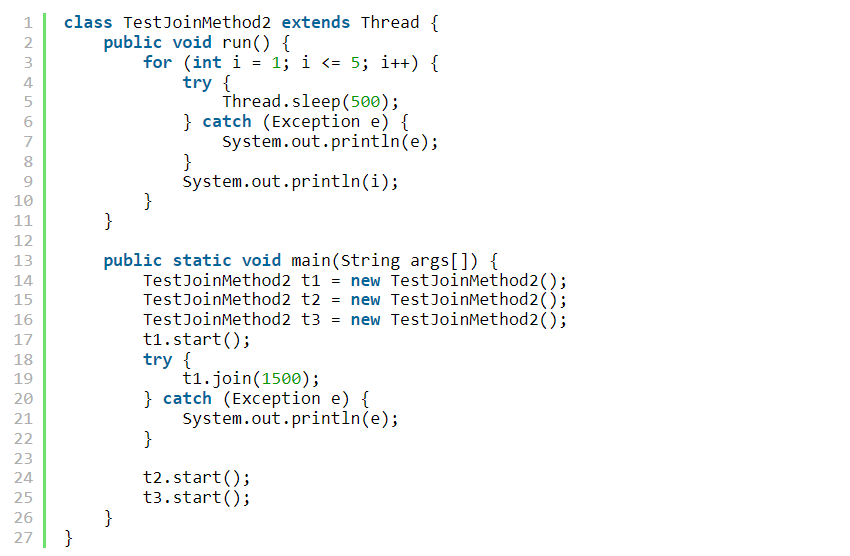 1 class TestJoinMethod2 extends Thread {
2     public void run() {
3         for (int i = 1; i <= 5; i++) {
4             try {
5                 Thread.sleep(500);
6             } catch (Exception e) {
7                 System.out.println(e);
8             }
9             System.out.println(i);
10         }
11     }
12
13     public static void main(String args[]) {
14         TestJoinMethod2 t1 = new TestJoinMethod2();
15         TestJoinMethod2 t2 = new TestJoinMethod2();
16         TestJoinMethod2 t3 = new TestJoinMethod2();
17         t1.start();
18         try {
19             t1.join(1500);
20         } catch (Exception e) {
21             System.out.println(e);
22         }
23
24         t2.start();
25         t3.start();
26     }
27 }